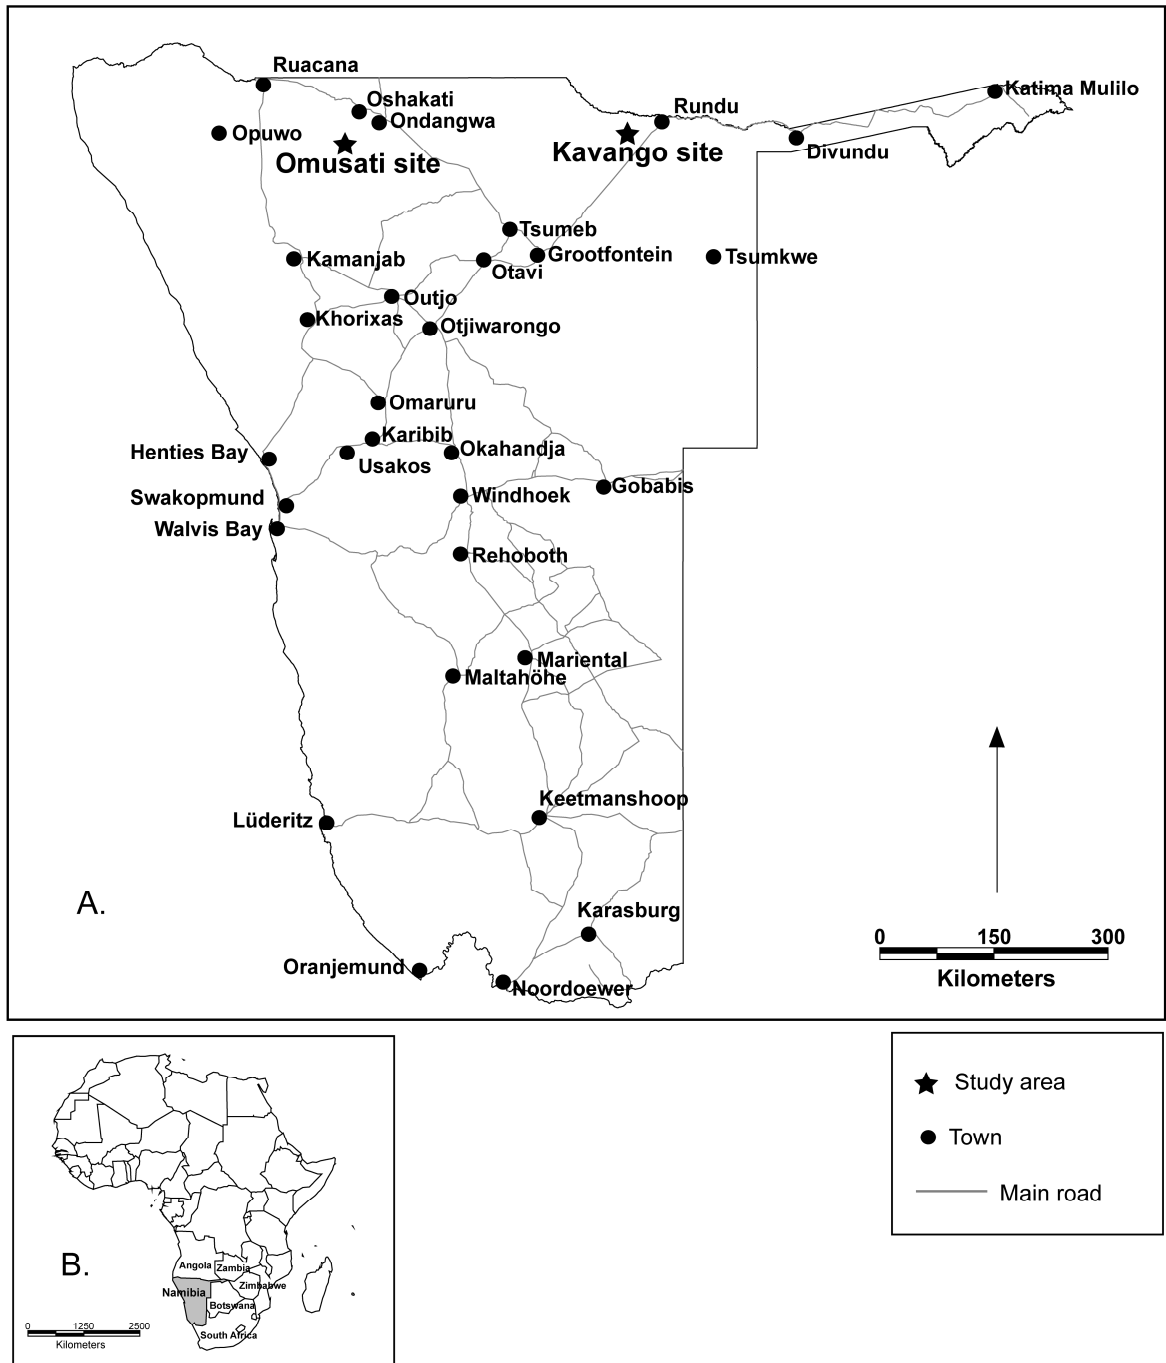 Ruacana
Oshakati
Ondangwa
Opuwo
Omusati site
Rundu
Kavango site
Katima Mulilo
Divundu
Tsumeb
Grootfontein
Tsumkwe
Kamanjab
Otavi
Outjo
Khorixas
Otjiwarongo
Omaruru
Karibib
Usakos
Okahandja
Henties Bay
Swakopmund
Windhoek
Gobabis
Walvis Bay
Rehoboth
Mariental
Maltahöhe
Keetmanshoop
Lüderitz
A.
Karasburg
Oranjemund
Noordoewer
0 150 300
Kilometers
Study area
Town
Main road
B.
Angola
Zambia
Namibia
Zimbabwe
Botswana
South Africa
0 1250 2500
Kilometers